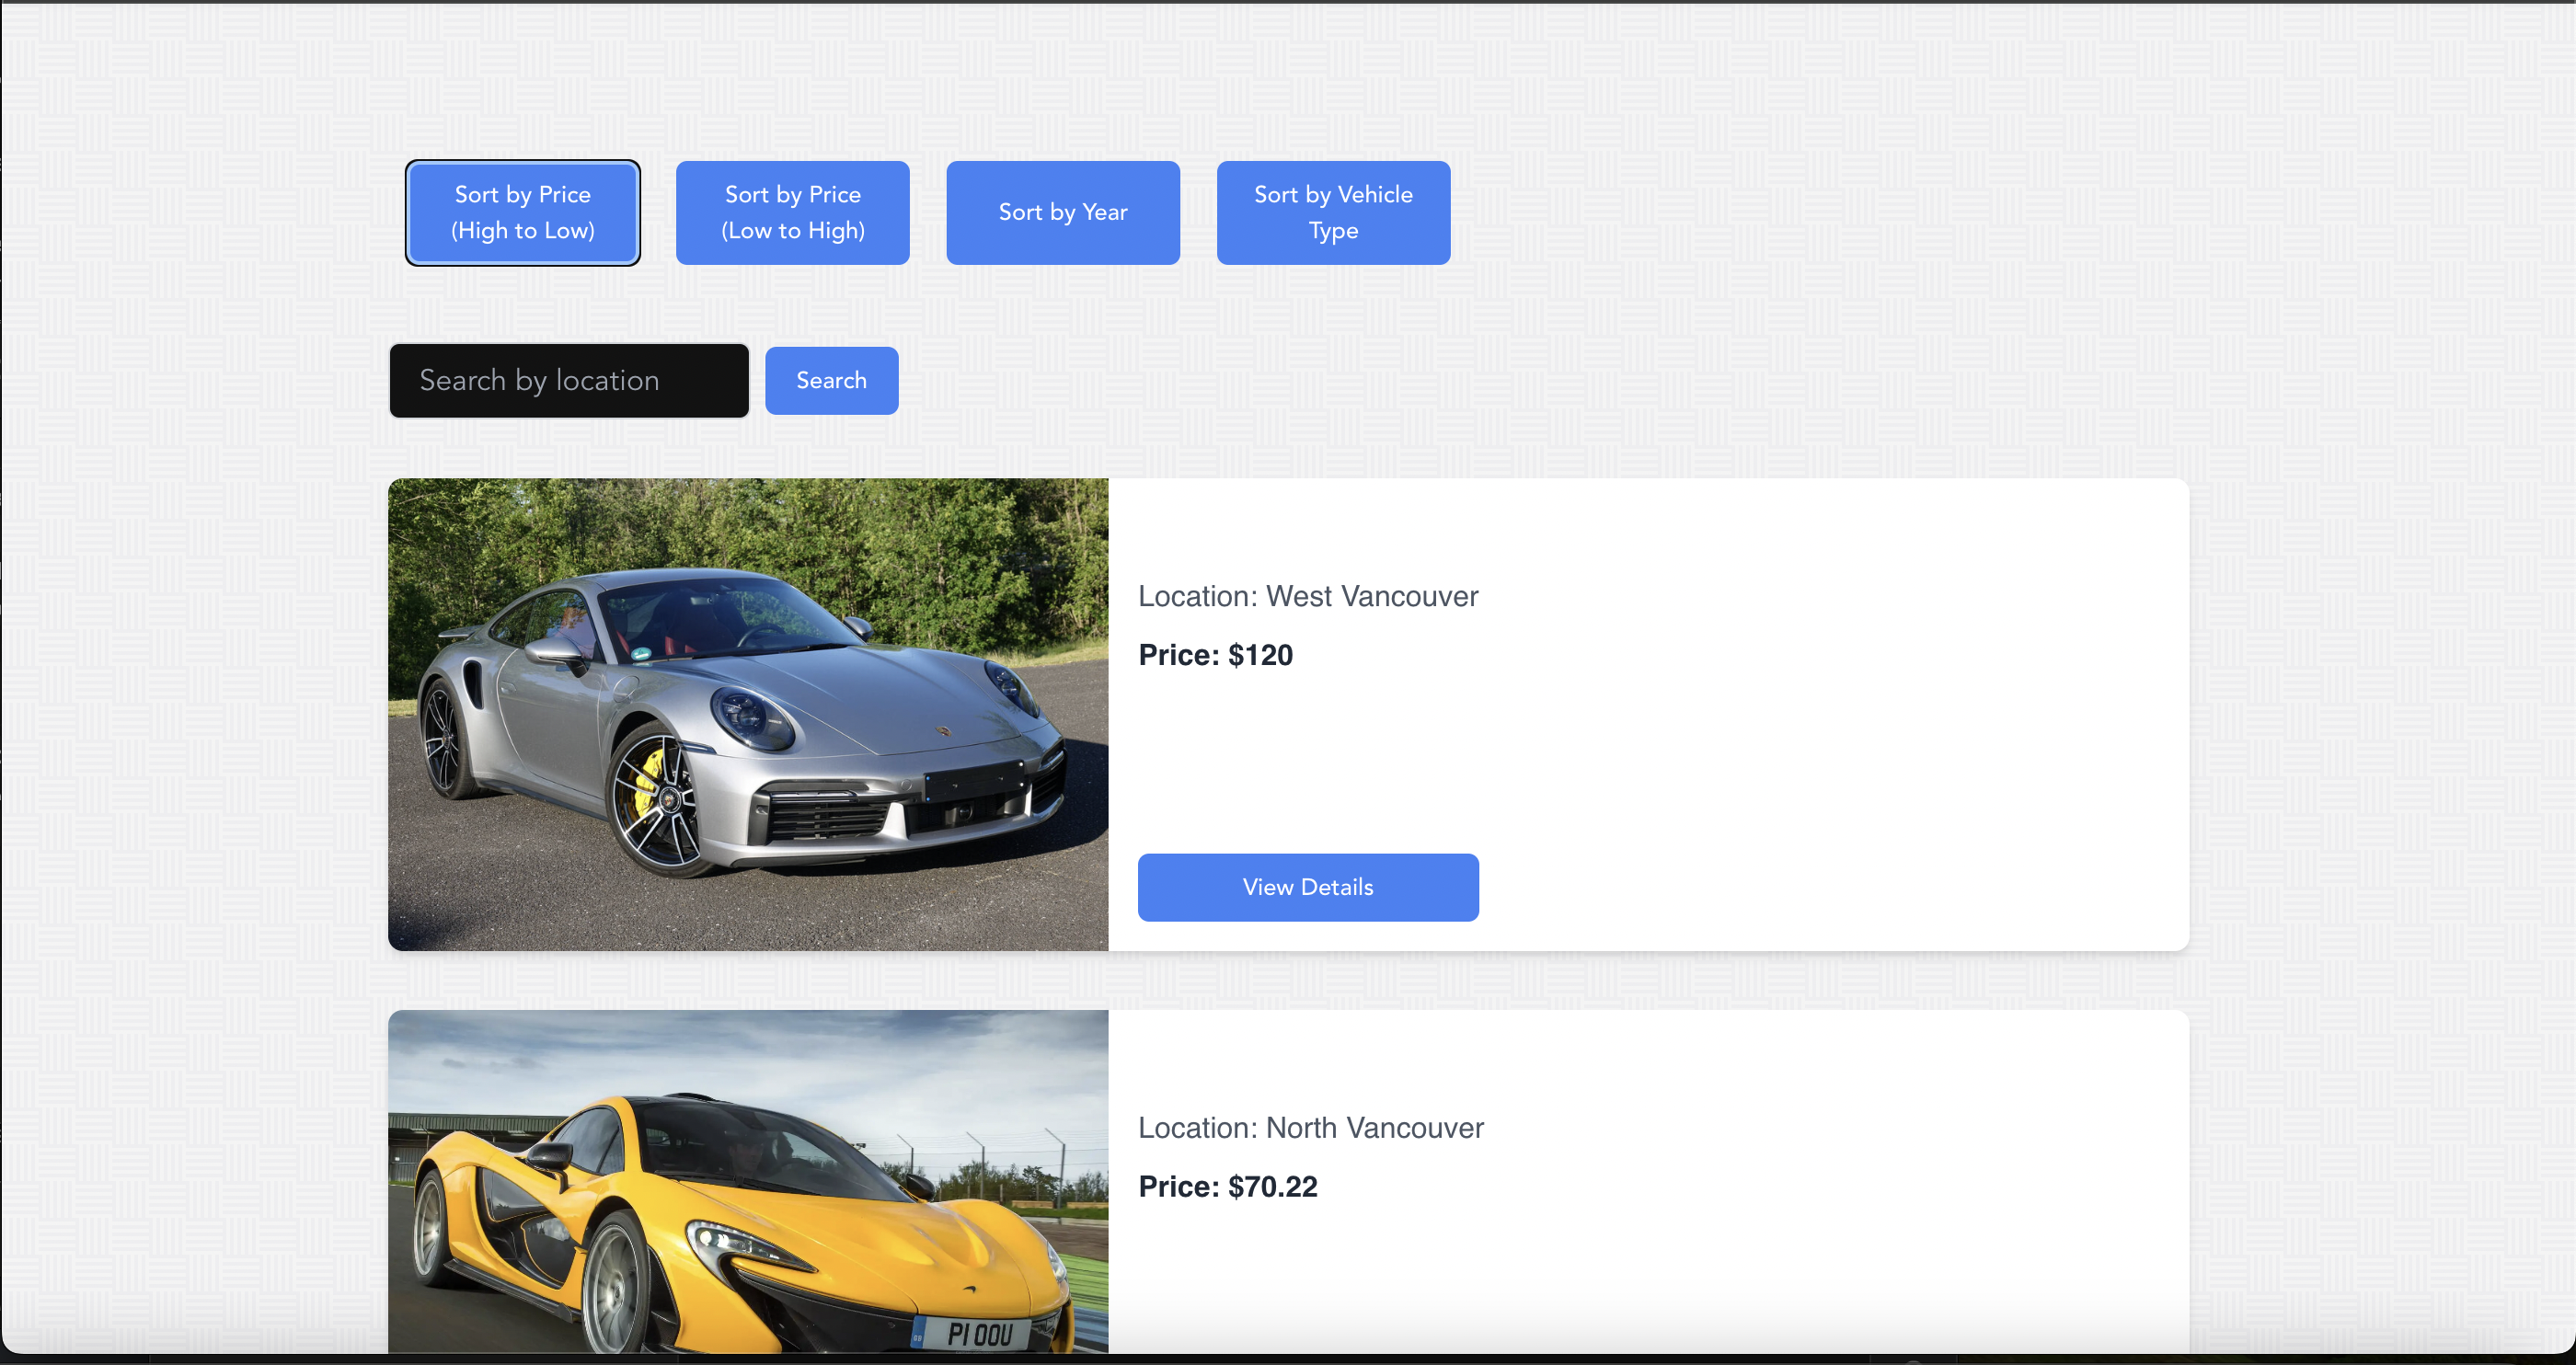 Sort by Price
(High to Low)
Sort by Price
(Low to High)
Sort by Year
Sort by Vehicle
Type
Search by location
Search
Location: West Vancouver
Price: $120
View Details
Location: North Vancouver
Price: $70.22
P1 OOU